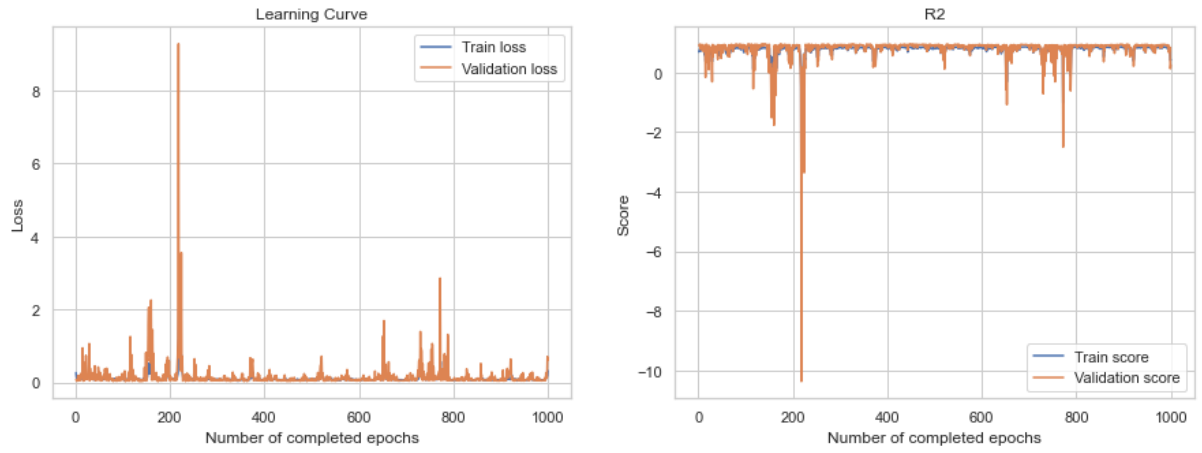 Learning Curve
Train loss
Validation loss
8
6
4
2
0
Loss
0
200
400
600
800
1000
Number of completed epochs
R2
0
−2
−4
−6
−8
−10
Score
Train score
Validation score
0
200
400
600
800
1000
Number of completed epochs